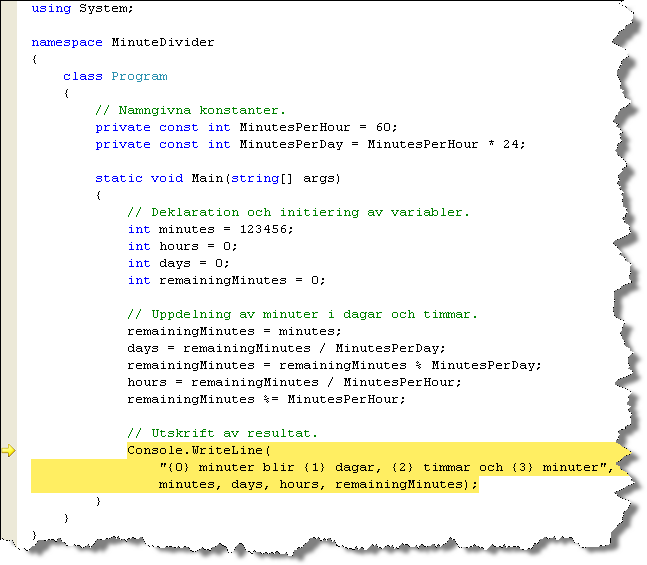 using System;
namespace MinuteDivider
{
    class Program
    {
        // Namngivna konstanter.
        private const int MinutesPerHour = 60;
        private const int MinutesPerDay = MinutesPerHour * 24;
        static void Main(string[] args)
        {
            // Deklaration och initiering av variabler.
            int minutes = 123456;
            int hours = 0;
            int days = 0;
            int remainingMinutes = 0;
            // Uppdelning av minuter i dagar och timmar.
            remainingMinutes = minutes;
            days = remainingMinutes / MinutesPerDay;
            remainingMinutes = remainingMinutes % MinutesPerDay;
            hours = remainingMinutes / MinutesPerHour;
            remainingMinutes %= MinutesPerHour;
            // Utskrift av resultat.
            Console.WriteLine(
                "{0} minuter blir {1} dagar, {2} timmar och {3} minuter",
                minutes, days, hours, remainingMinutes);
        }
    }
}